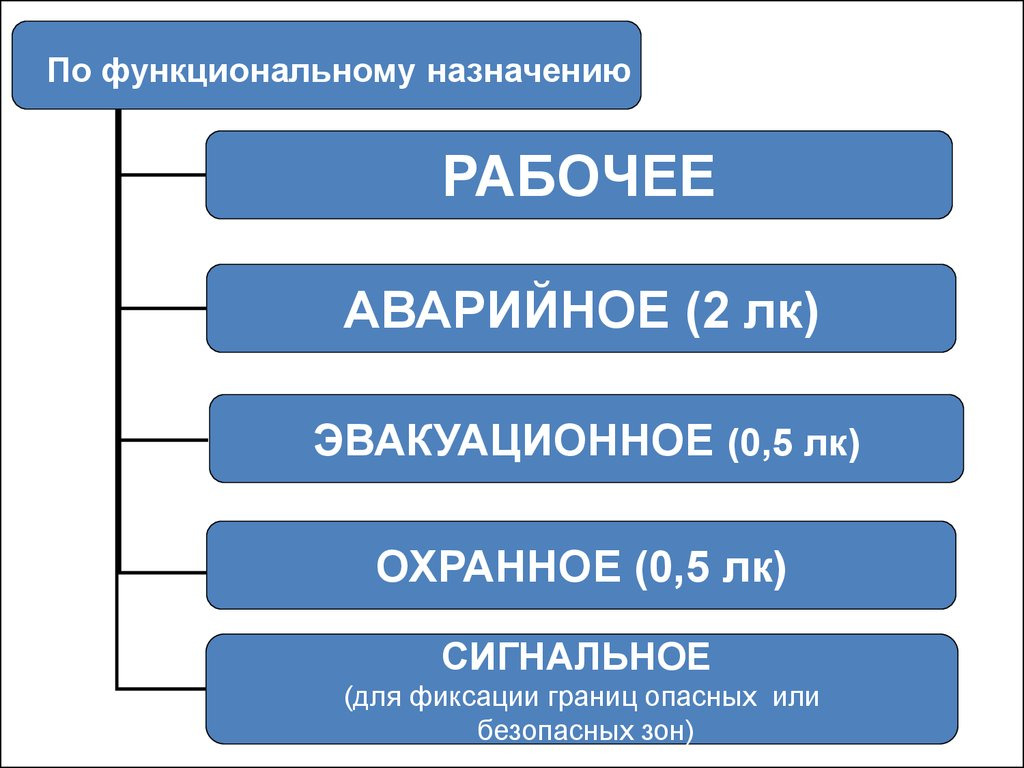 По функциональному назначению
РАБОЧЕЕ
АВАРИЙНОЕ (2 лк)
ЭВАКУАЦИОННОЕ (0,5 лк)
ОХРАННОЕ (0,5 лк)
СИГНАЛЬНОЕ
(для фиксации границ опасных или
безопасных зон)